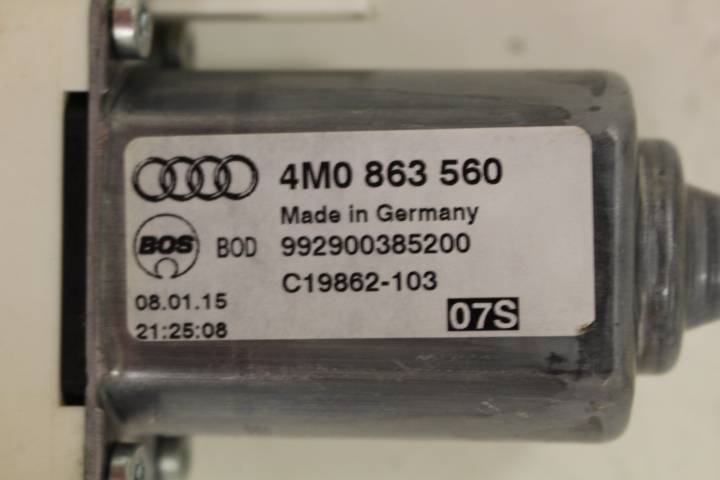 4M0 863 560
Made in Germany
BOS BOD 992900385200
C19862-103
08.01.15
07S
21:25:08